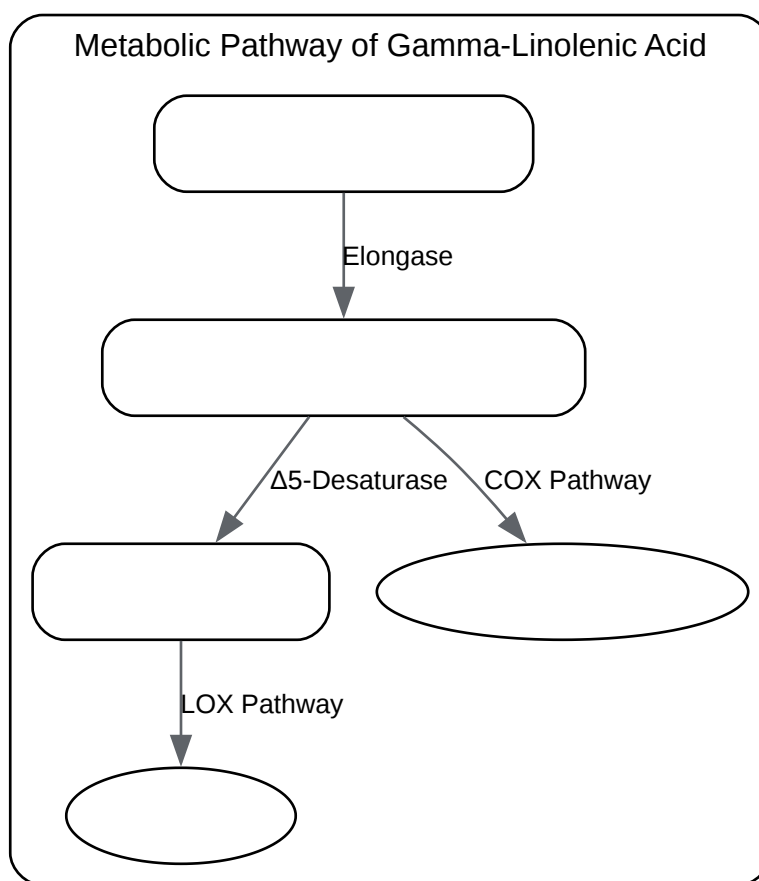 Metabolic Pathway of Gamma-Linolenic Acid
Elongase
Δ5-Desaturase
COX Pathway
LOX Pathway